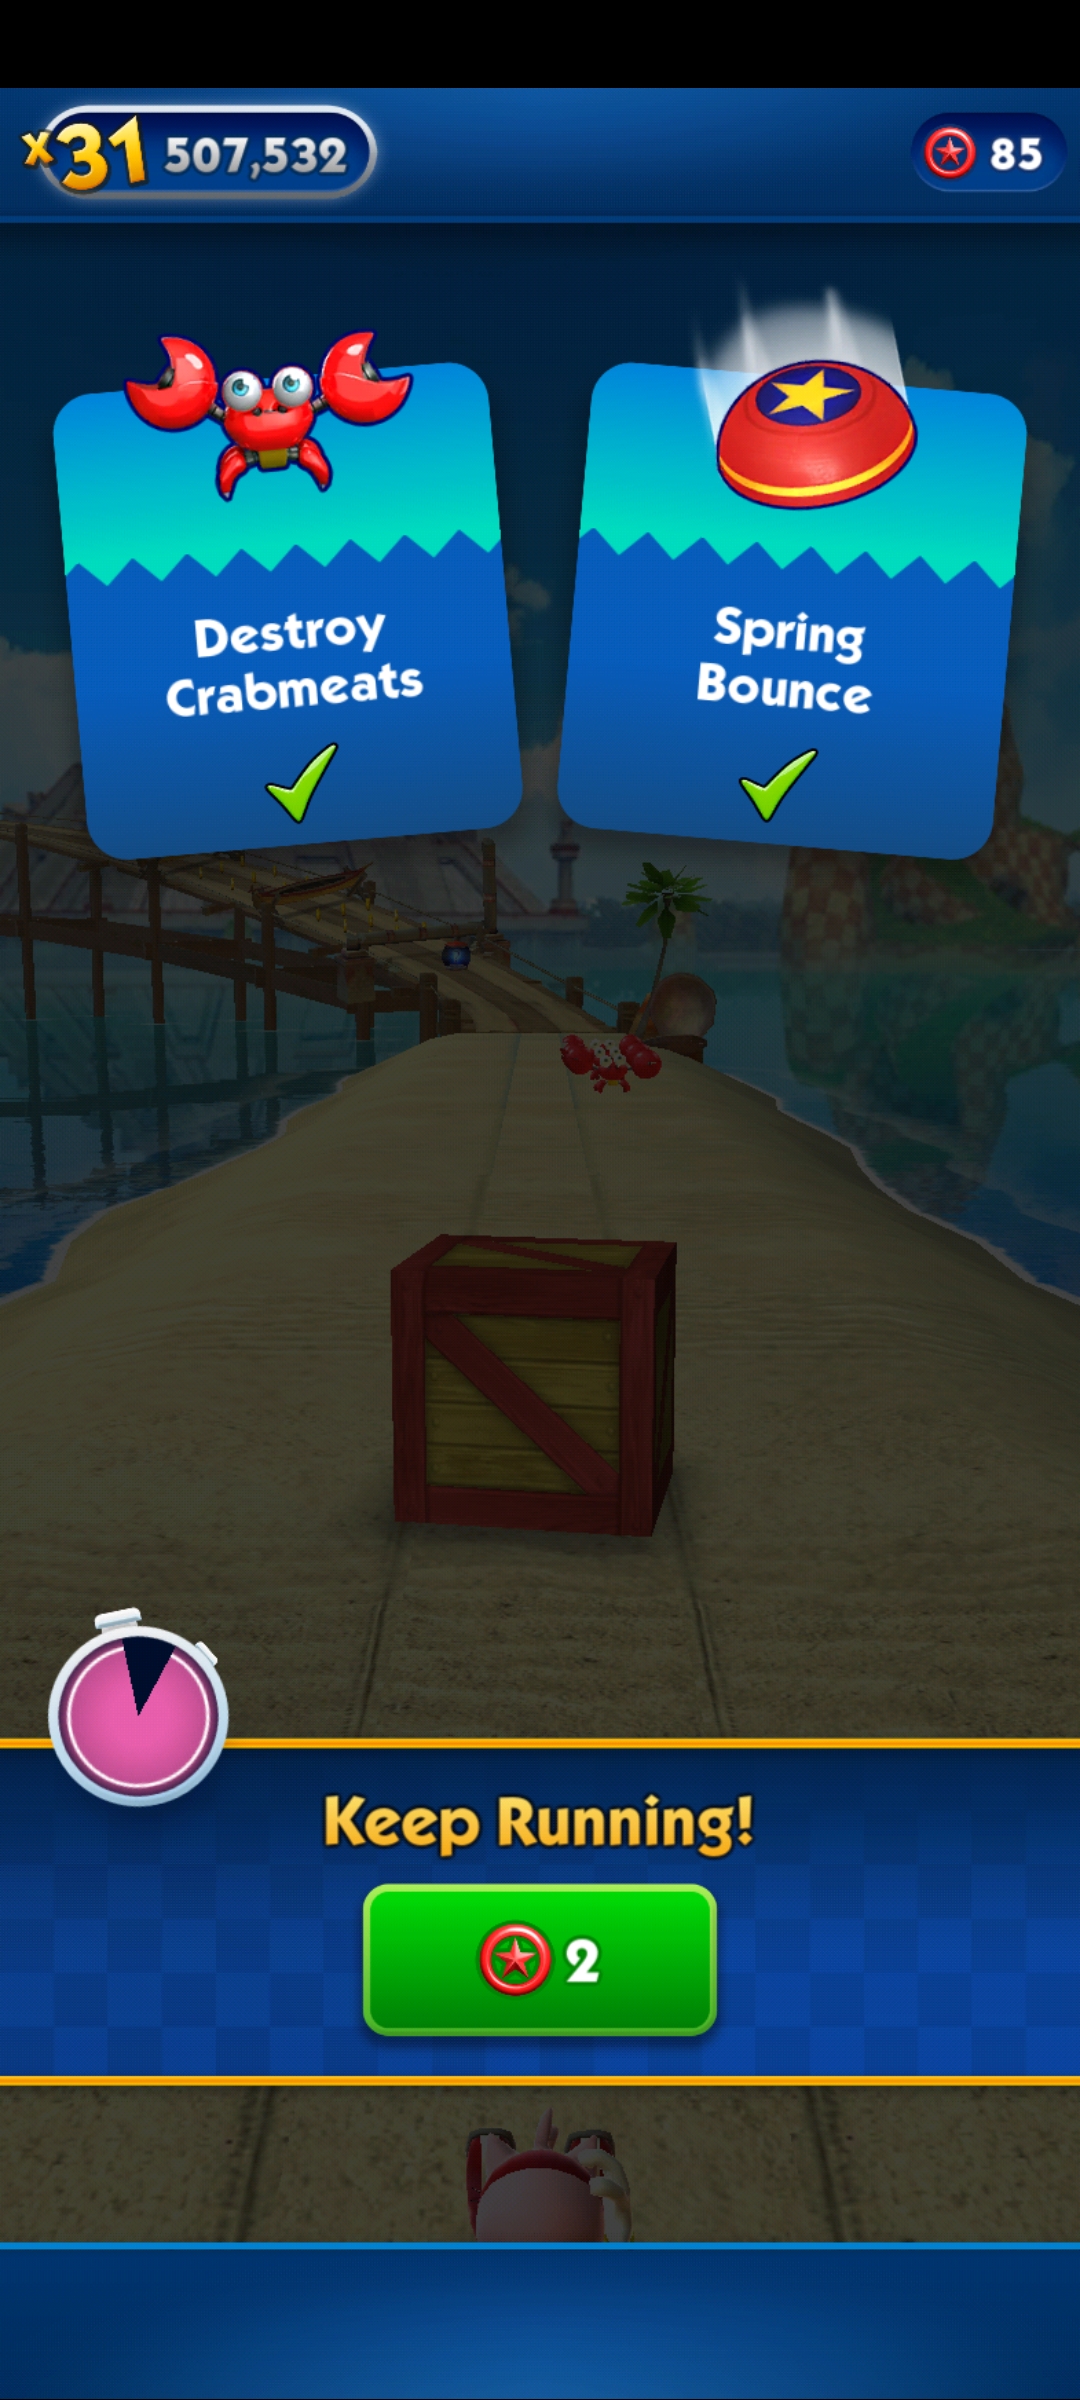 x31 507,532
85
Destroy
Crabmeats
Spring
Bounce
Keep Running!
2